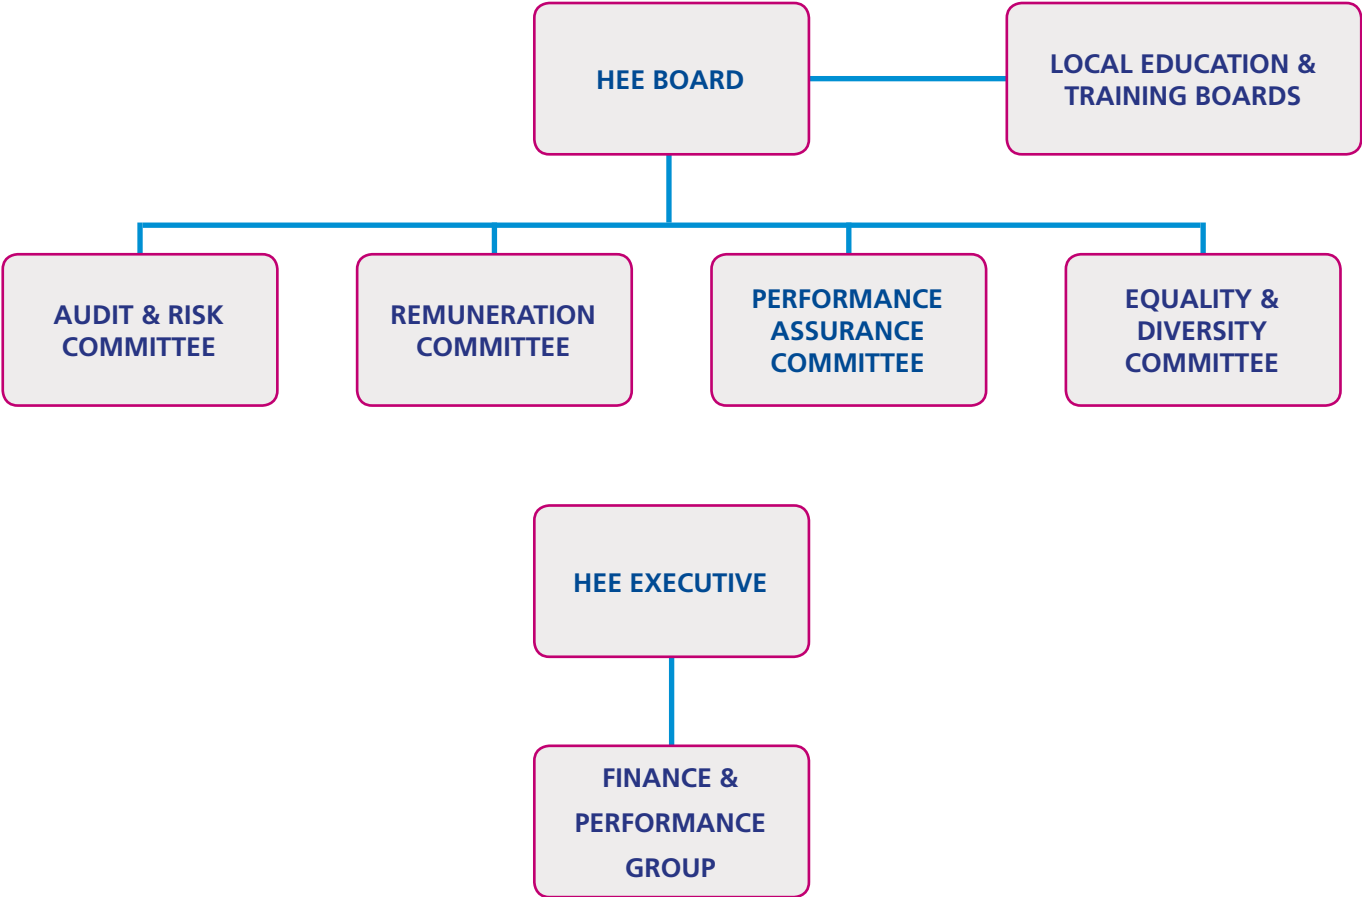 HEE BOARD
LOCAL EDUCATION &
TRAINING BOARDS
AUDIT & RISK
COMMITTEE
REMUNERATION
COMMITTEE
PERFORMANCE
ASSURANCE
COMMITTEE
EQUALITY &
DIVERSITY
COMMITTEE
HEE EXECUTIVE
FINANCE &
PERFORMANCE
GROUP